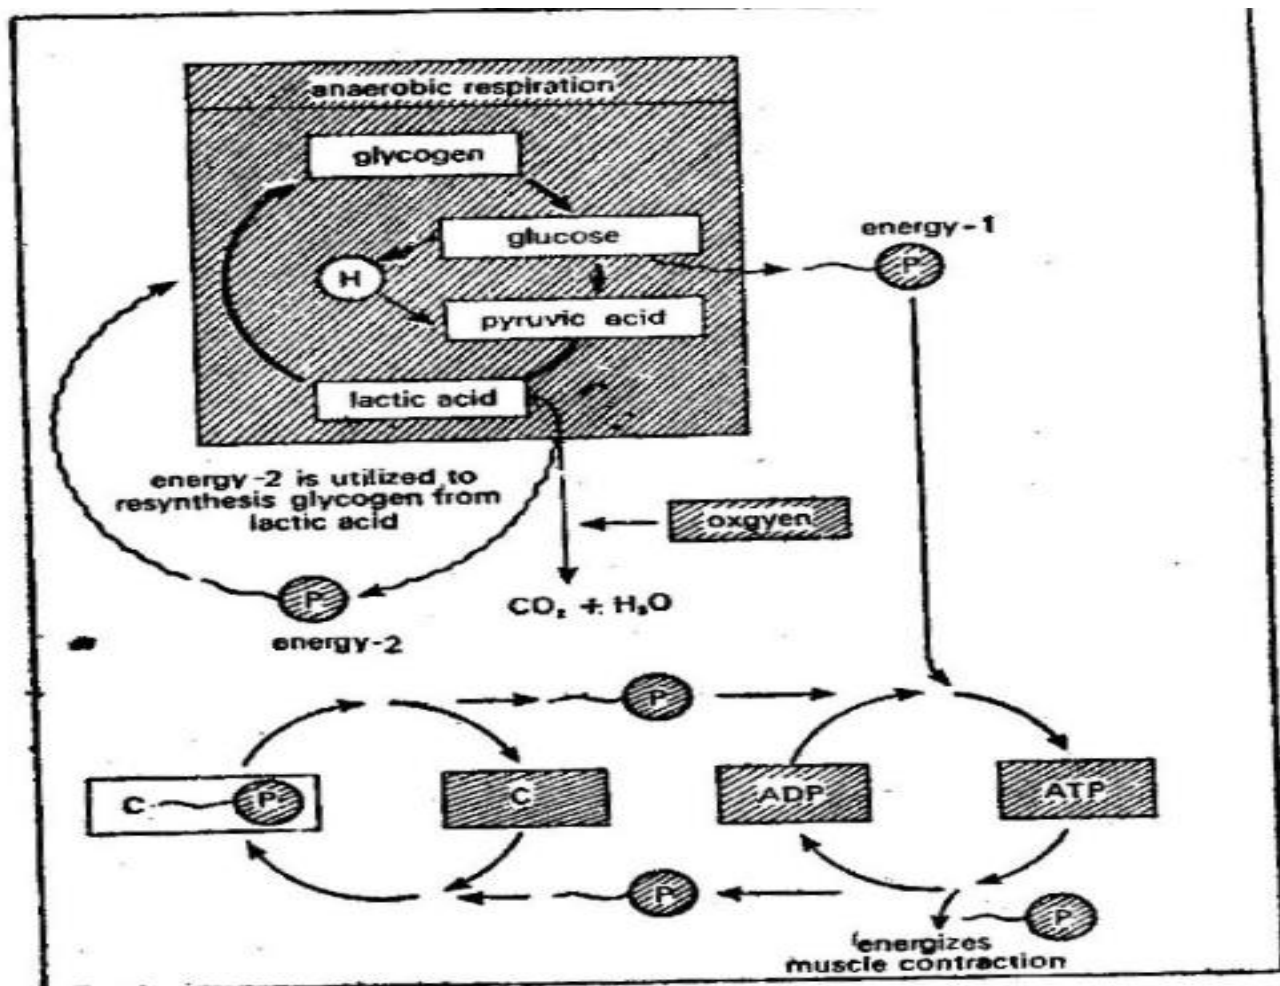 anaerobic respiration
glycogen
glucose
energy-1
P
H
pyruvic acid
lactic acid
energy-2 is utilized to
resynthesis glycogen from
lactic acid
oxgyen
P
CO₂ + H₂O
energy-2
P
C
P
C
ADP
ATP
P
P
energizes
muscle contraction